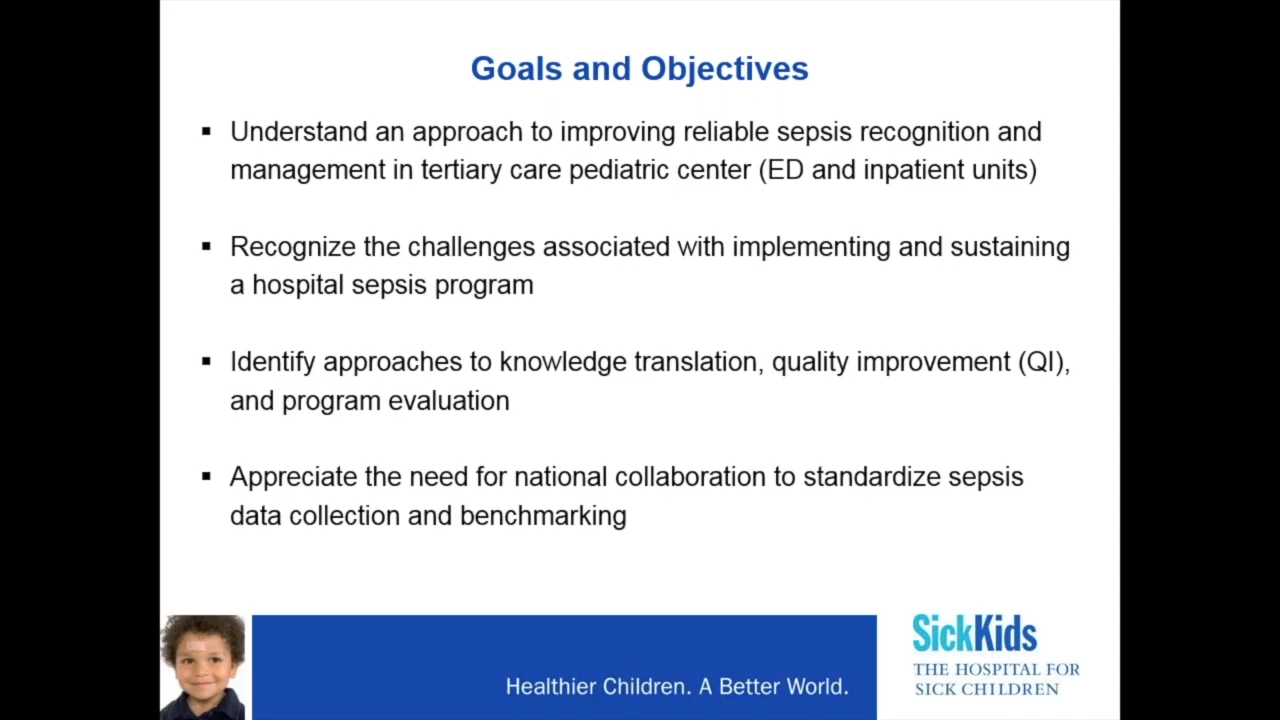 Goals and Objectives
▪ Understand an approach to improving reliable sepsis recognition and
management in tertiary care pediatric center (ED and inpatient units)
▪ Recognize the challenges associated with implementing and sustaining
a hospital sepsis program
▪ Identify approaches to knowledge translation, quality improvement (QI),
and program evaluation
▪ Appreciate the need for national collaboration to standardize sepsis
data collection and benchmarking
Healthier Children. A Better World.
SickKids
THE HOSPITAL FOR
SICK CHILDREN